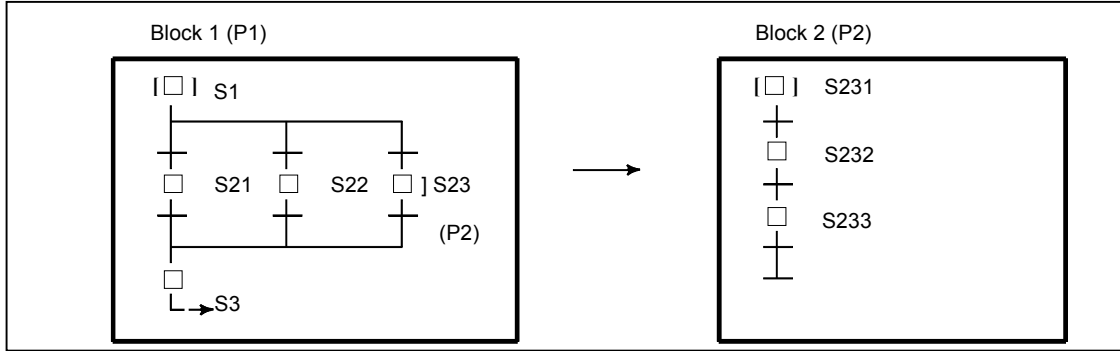 Block 1 (P1)
Block 2 (P2)
[ ] S1
[ ] S231
S232
S21 S22 ] S23
S233
(P2)
S3